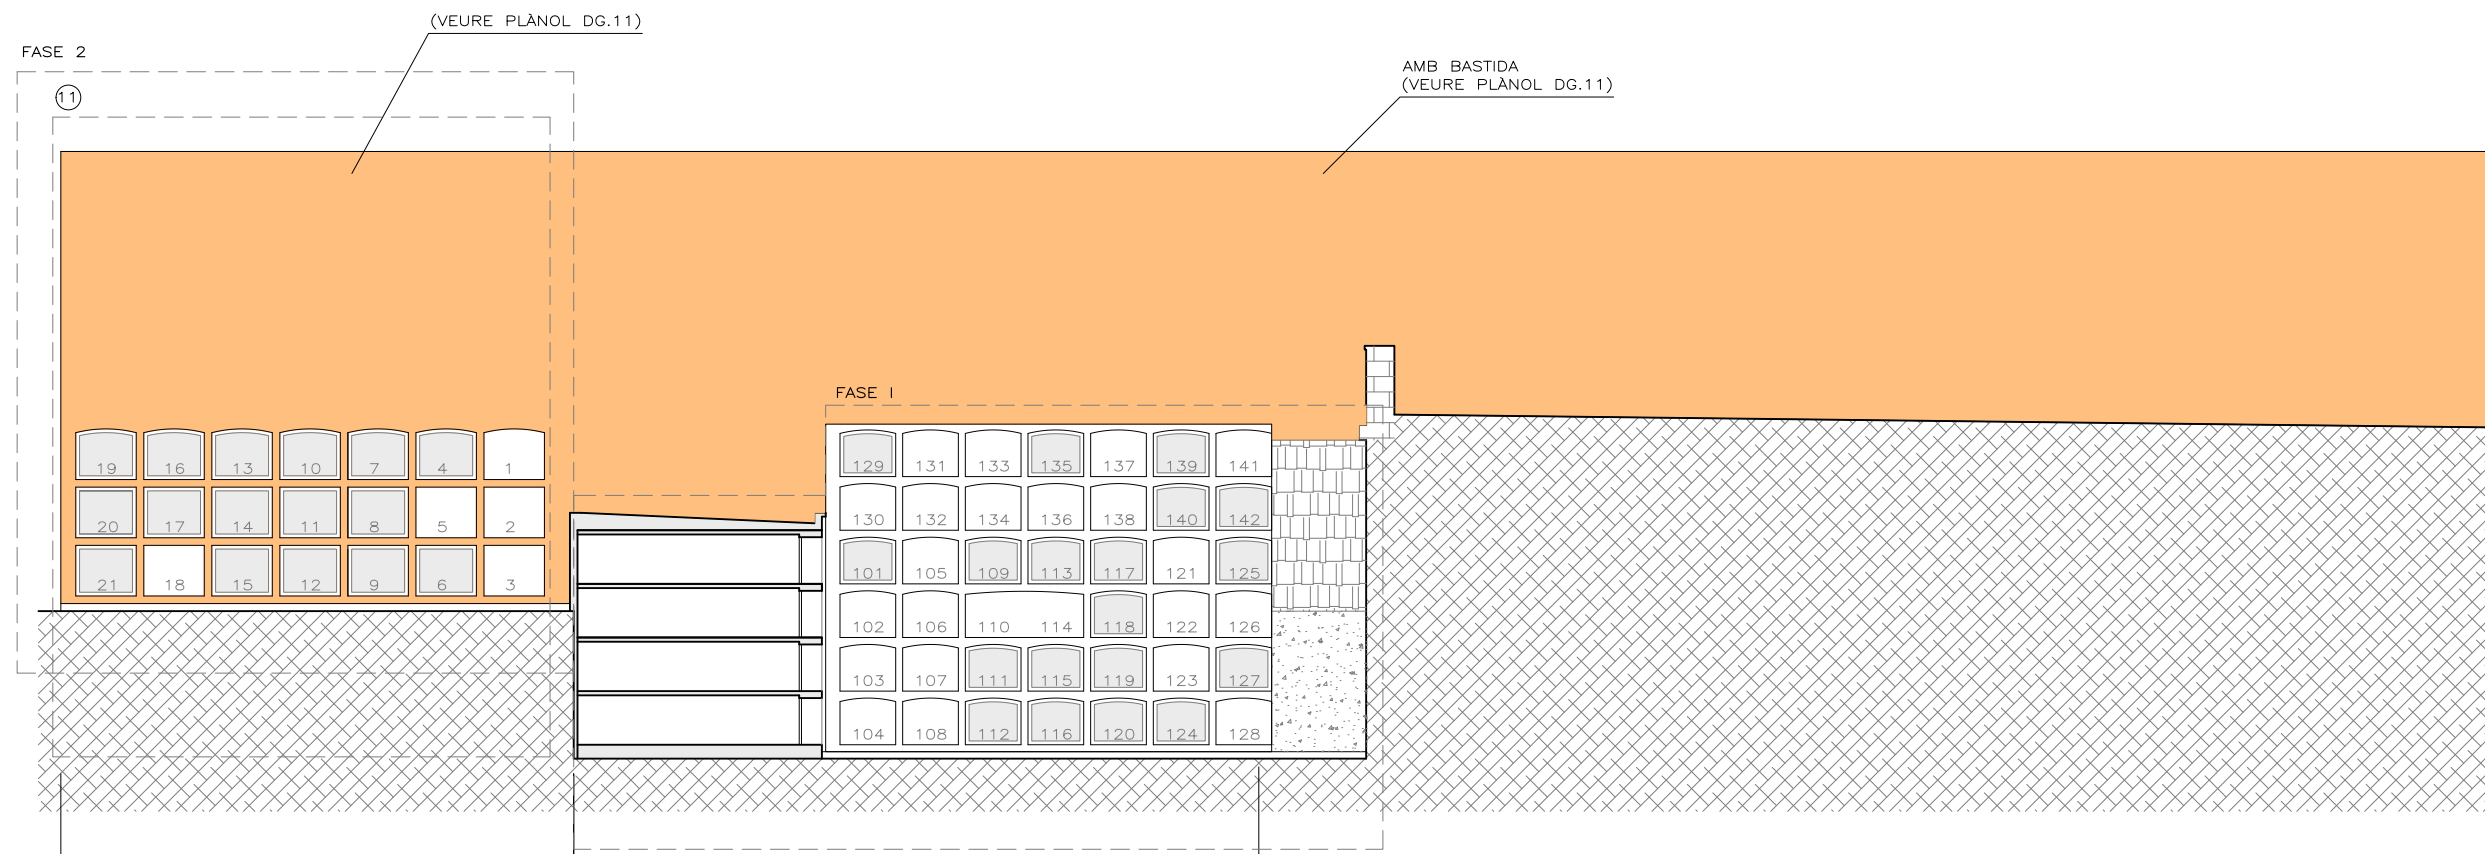 (VEURE PLÀNOL DG.11)
FASE 2
AMB BASTIDA
(VEURE PLÀNOL DG.11)
11
FASE I
19 16 13 10 7 4 1
20 17 14 11 8 5 2
21 18 15 12 9 6 3
129 131 133 135 137 139 141
130 132 134 136 138 140 142
101 105 109 113 117 121 125
102 106 110 114 118 122 126
103 107 111 115 119 123 127
104 108 112 116 120 124 128